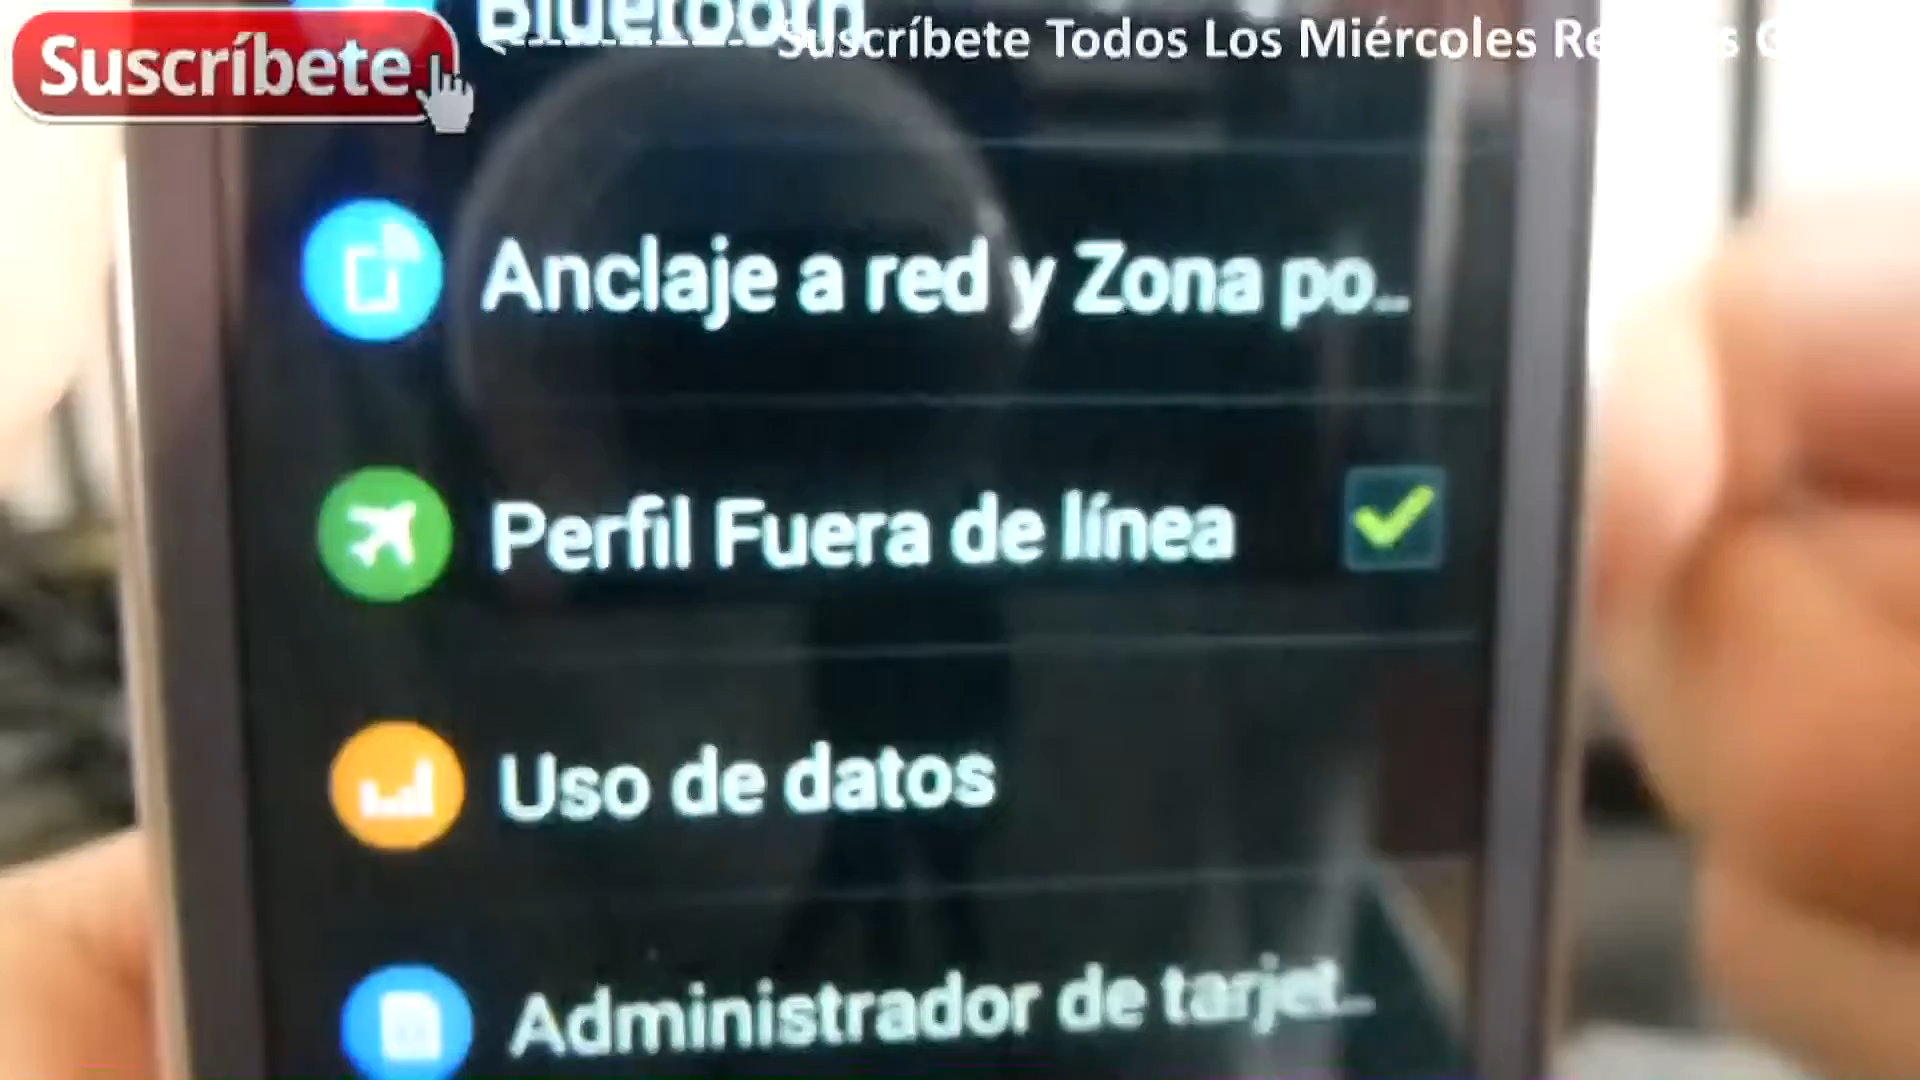 Bluetooth
Suscríbete
Suscríbete Todos Los Miércoles
Anclaje a red y Zona po...
Perfil Fuera de línea
Uso de datos
Administrador de tarjet...